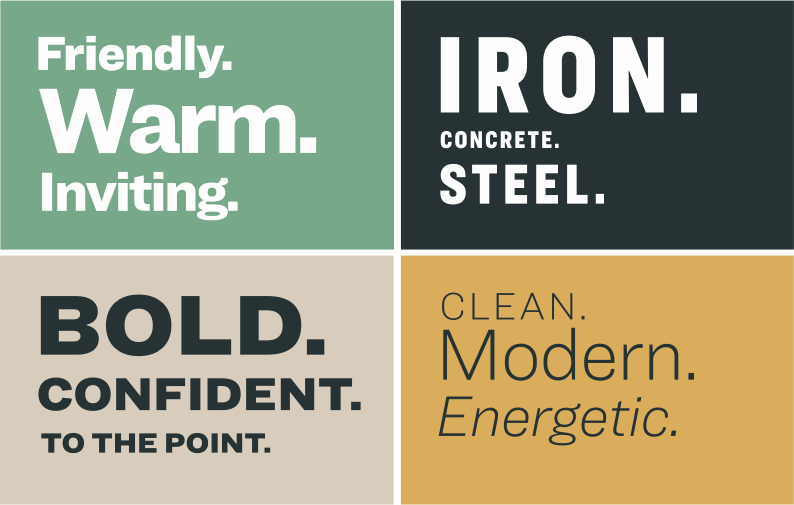 Friendly.
Warm.
Inviting.
IRON.
CONCRETE.
STEEL.
BOLD.
CONFIDENT.
TO THE POINT.
CLEAN.
Modern.
Energetic.